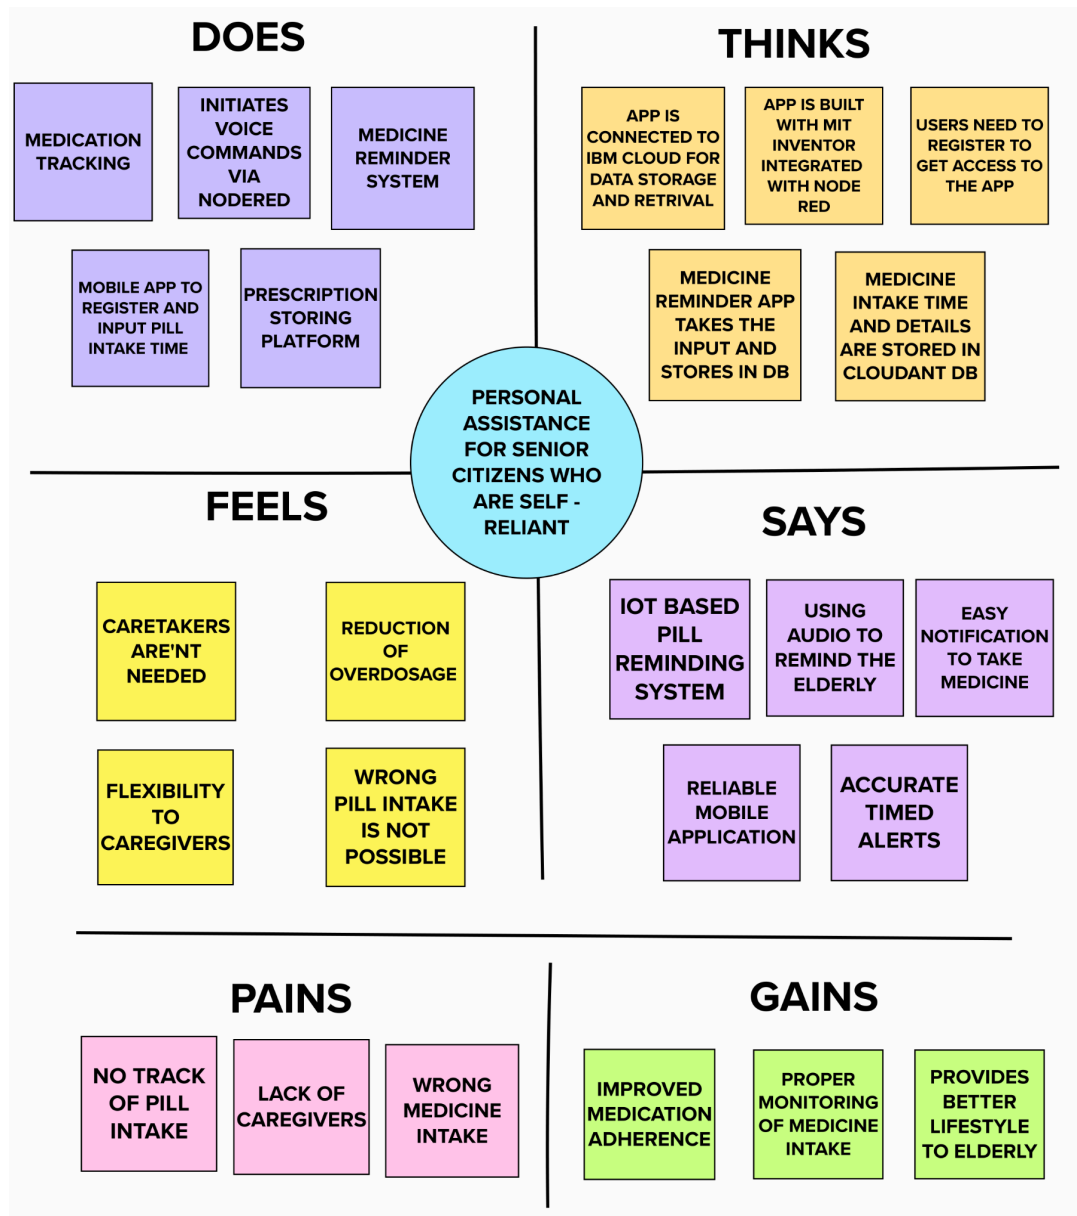 DOES
MEDICATION
TRACKING
INITIATES
VOICE
COMMANDS
VIA
NODERED
MEDICINE
REMINDER
SYSTEM
MOBILE APP TO
REGISTER AND
INPUT PILL
INTAKE TIME
PRESCRIPTION
STORING
PLATFORM
THINKS
APP IS
CONNECTED TO
IBM CLOUD FOR
DATA STORAGE
AND RETRIVAL
APP IS BUILT
WITH MIT
INVENTOR
INTEGRATED
WITH NODE
RED
USERS NEED TO
REGISTER TO
GET ACCESS TO
THE APP
MEDICINE
REMINDER APP
TAKES THE
INPUT AND
STORES IN DB
MEDICINE
INTAKE TIME
AND DETAILS
ARE STORED IN
CLOUDANT DB
PERSONAL
ASSISTANCE
FOR SENIOR
CITIZENS WHO
ARE SELF -
RELIANT
FEELS
CARETAKERS
ARE'NT
NEEDED
REDUCTION
OF
OVERDOSAGE
FLEXIBILITY
TO
CAREGIVERS
WRONG
PILL INTAKE
IS NOT
POSSIBLE
SAYS
IOT BASED
PILL
REMINDING
SYSTEM
USING
AUDIO TO
REMIND THE
ELDERLY
EASY
NOTIFICATION
TO TAKE
MEDICINE
RELIABLE
MOBILE
APPLICATION
ACCURATE
TIMED
ALERTS
PAINS
NO TRACK
OF PILL
INTAKE
LACK OF
CAREGIVERS
WRONG
MEDICINE
INTAKE
GAINS
IMPROVED
MEDICATION
ADHERENCE
PROPER
MONITORING
OF MEDICINE
INTAKE
PROVIDES
BETTER
LIFESTYLE
TO ELDERLY